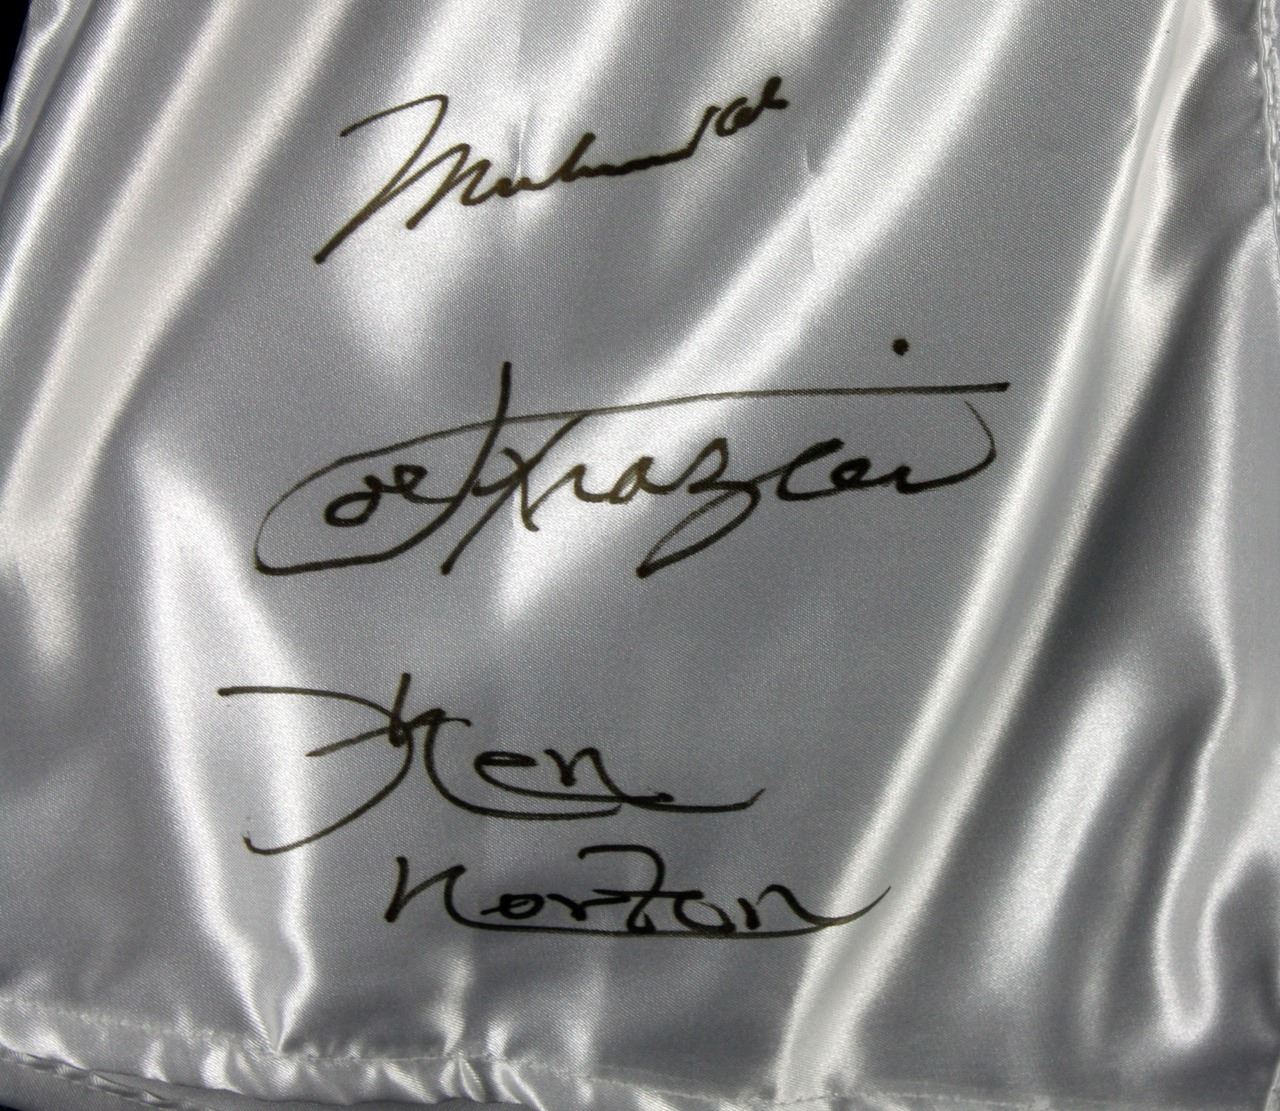 Muhammad Ali
Joe Frazier
Ken
Norton